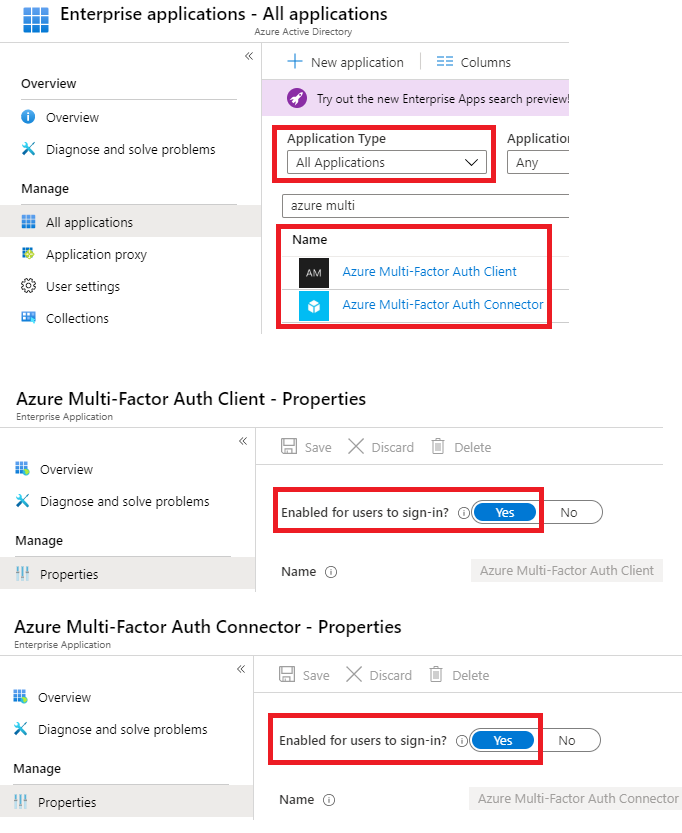 Enterprise applications - All applications
Azure Active Directory
«
Overview
Overview
Diagnose and solve problems
Manage
All applications
Application proxy
User settings
Collections
New application
Columns
Try out the new Enterprise Apps search preview!
Application Type
Application
All Applications
Any
azure multi
Name
AM Azure Multi-Factor Auth Client
Azure Multi-Factor Auth Connector
Azure Multi-Factor Auth Client - Properties
Enterprise Application
«
Overview
Diagnose and solve problems
Manage
Properties
Save Discard Delete
Enabled for users to sign-in? Yes No
Name Azure Multi-Factor Auth Client
Azure Multi-Factor Auth Connector - Properties
Enterprise Application
«
Overview
Diagnose and solve problems
Manage
Properties
Save Discard Delete
Enabled for users to sign-in? Yes No
Name Azure Multi-Factor Auth Connector